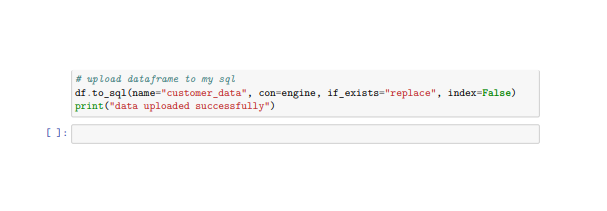 # upload dataframe to my sql
df.to_sql(name="customer_data", con=engine, if_exists="replace", index=False)
print("data uploaded successfully")
[ ]: